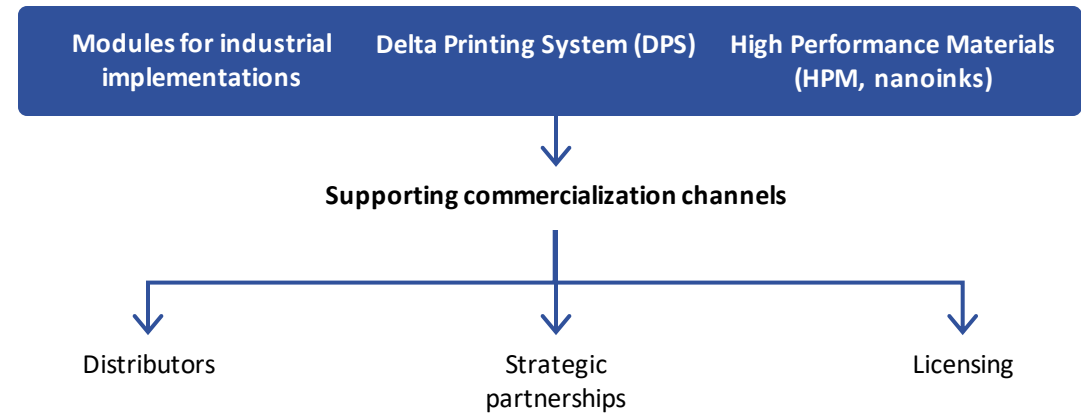 Modules for industrial
implementations
Delta Printing System (DPS)
High Performance Materials
(HPM, nanoinks)
Supporting commercialization channels
Distributors
Strategic
partnerships
Licensing